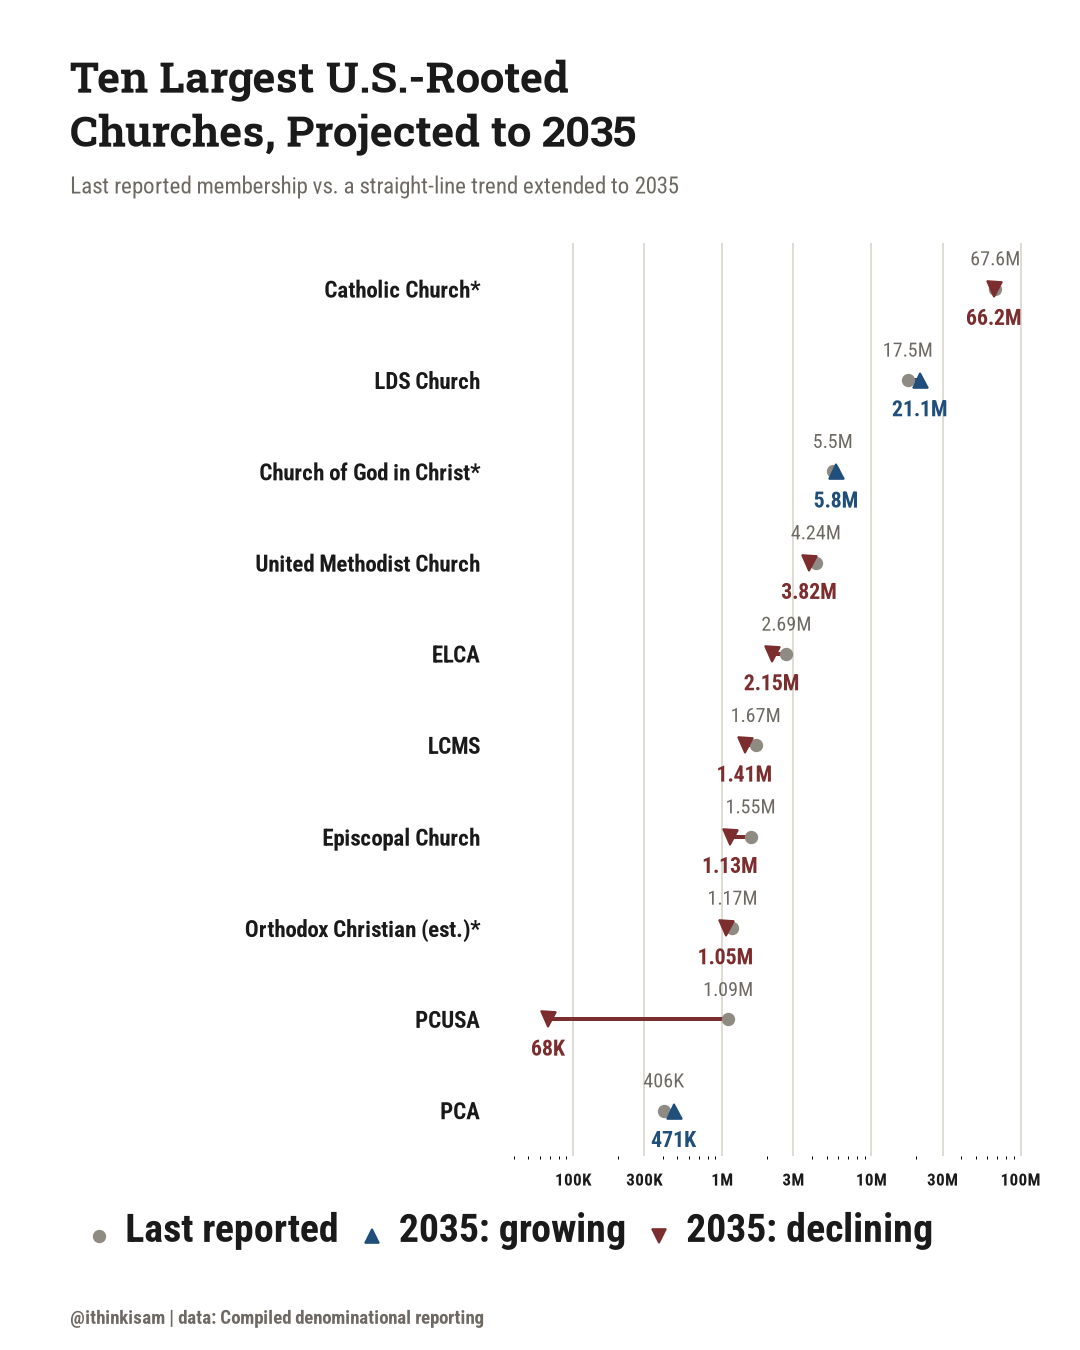 Ten Largest U.S.-Rooted
Churches, Projected to 2035
Last reported membership vs. a straight-line trend extended to 2035
67.6M
Catholic Church*
66.2M
17.5M
LDS Church
21.1M
5.5M
Church of God in Christ*
5.8M
4.24M
United Methodist Church
3.82M
2.69M
ELCA
2.15M
1.67M
LCMS
1.41M
1.55M
Episcopal Church
1.13M
1.17M
Orthodox Christian (est.)*
1.05M
1.09M
PCUSA
68K
406K
PCA
471K
100K 300K 1M 3M 10M 30M 100M
Last reported 2035: growing 2035: declining
@ithinkisam | data: Compiled denominational reporting